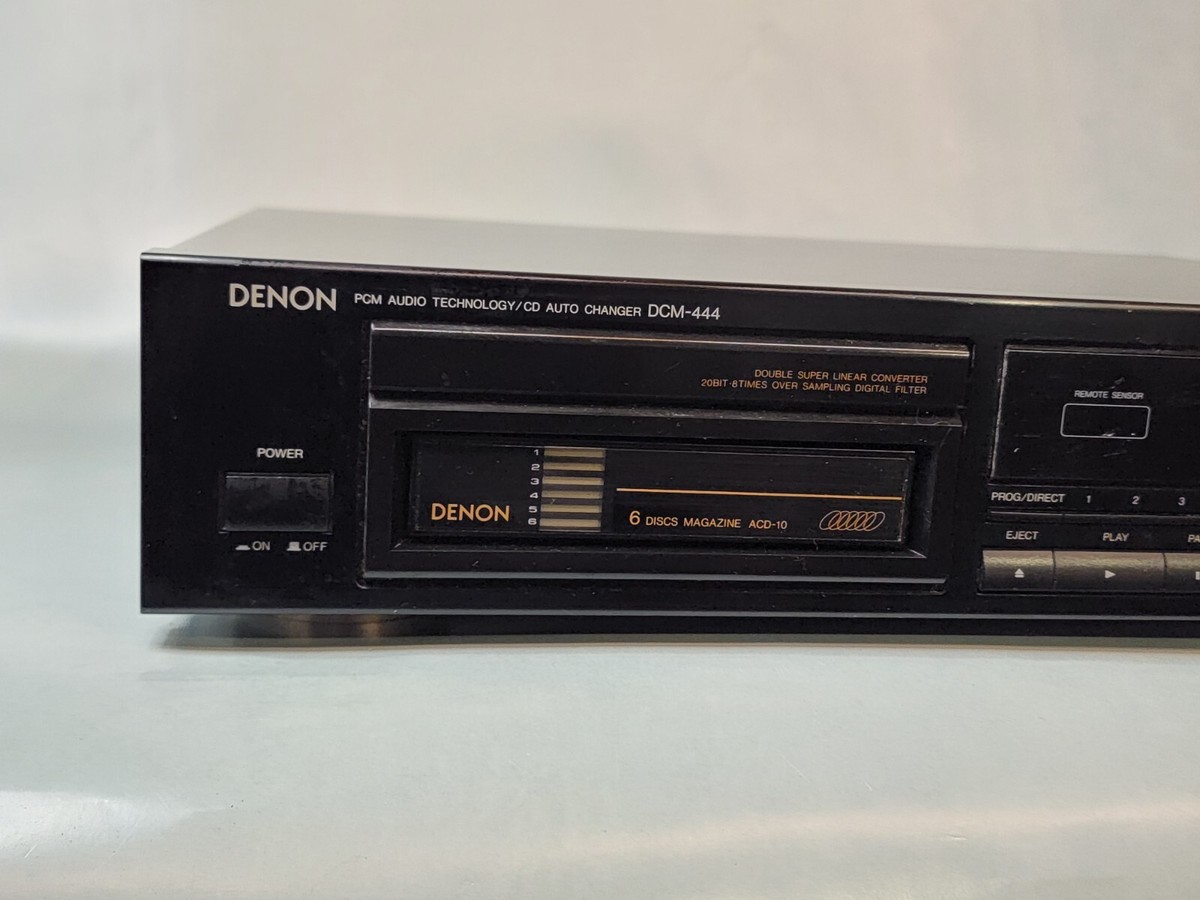 DENON PCM AUDIO TECHNOLOGY/CD AUTO CHANGER DCM-444
DOUBLE SUPER LINEAR CONVERTER
20BIT·8TIMES OVER SAMPLING DIGITAL FILTER
REMOTE SENSOR
POWER
ON OFF
1
2
3
4
5
6
DENON
6 DISCS MAGAZINE ACD-10
PROG/DIRECT 1 2 3
EJECT PLAY PA